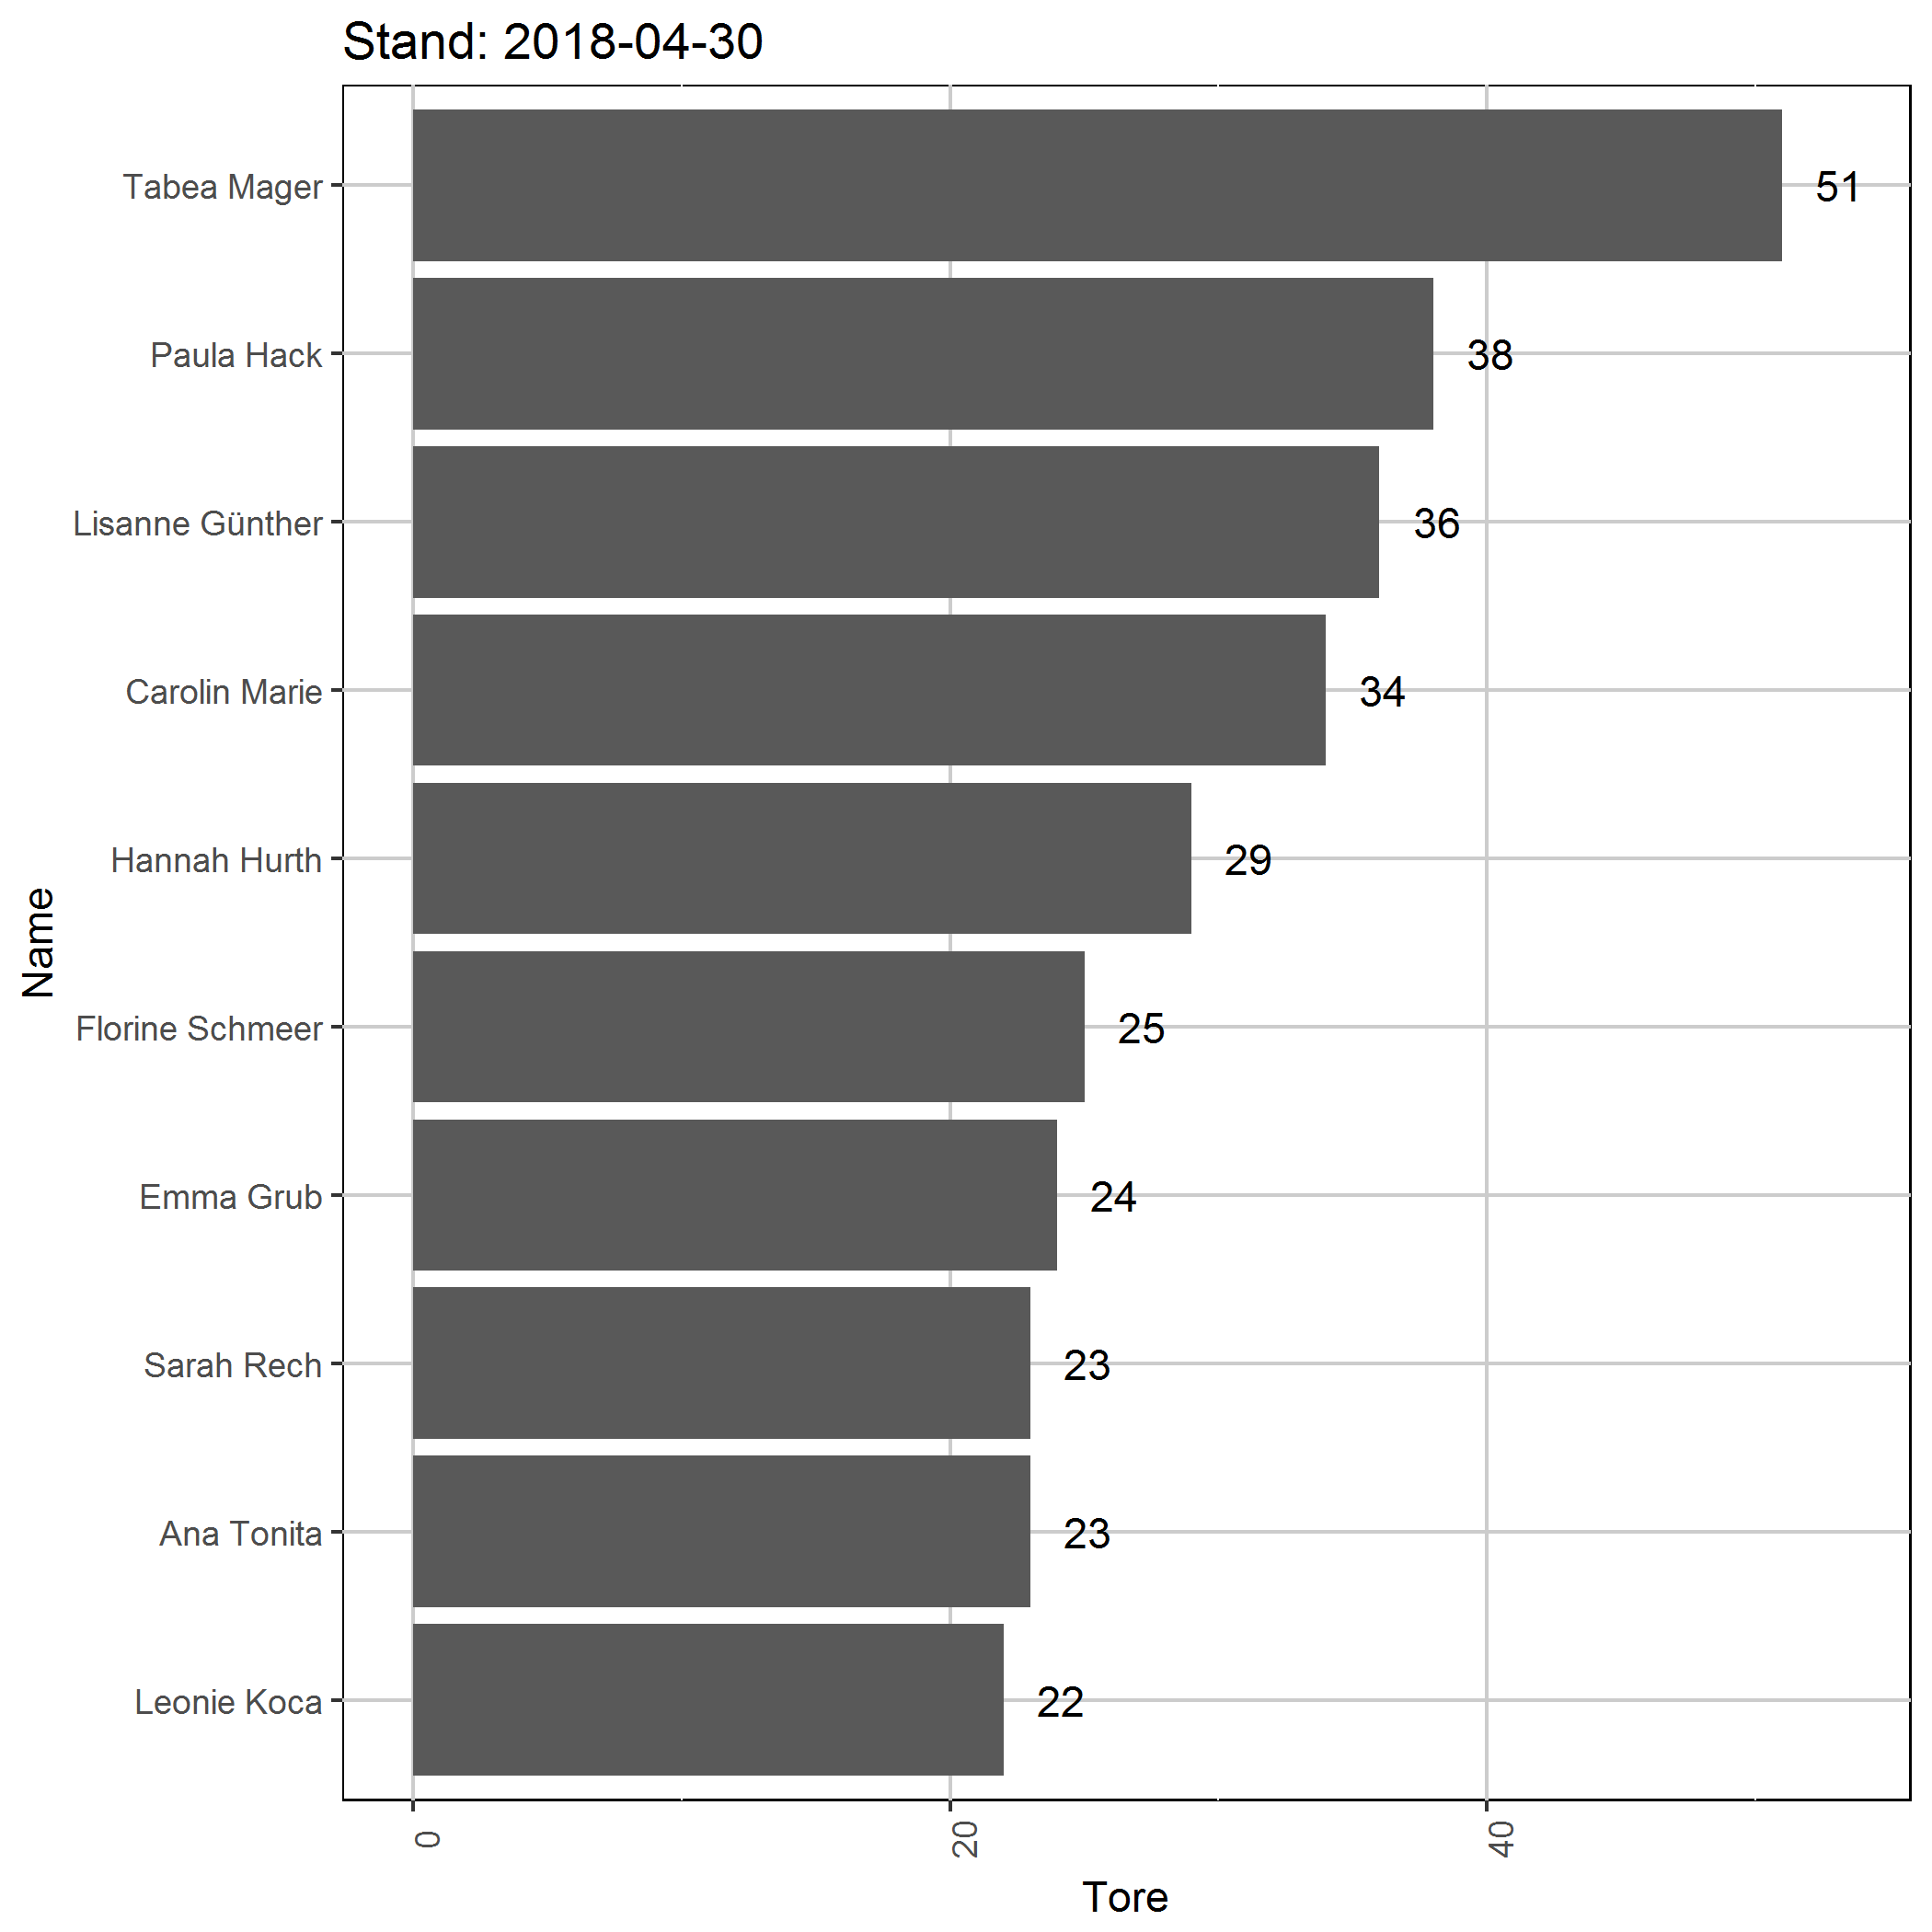 Stand: 2018-04-30
Tabea Mager 51
Paula Hack 38
Lisanne Günther 36
Carolin Marie 34
Hannah Hurth 29
Florine Schmeer 25
Emma Grub 24
Sarah Rech 23
Ana Tonita 23
Leonie Koca 22
Name
0 20 40
Tore